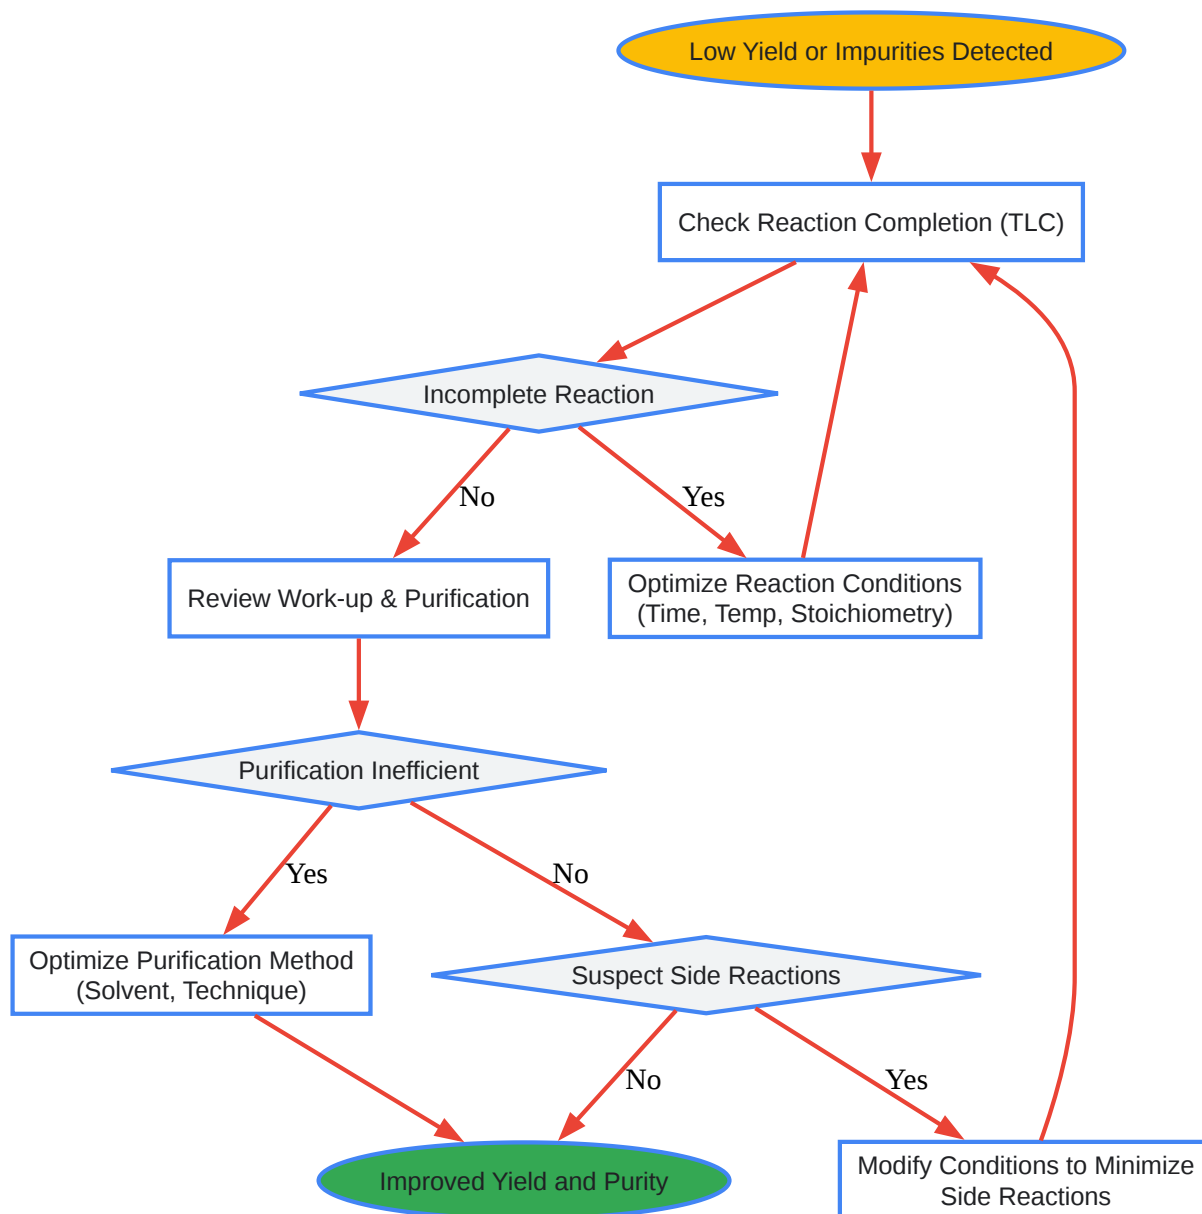 Low Yield or Impurities Detected
Check Reaction Completion (TLC)
Incomplete Reaction
No
Yes
Review Work-up & Purification
Optimize Reaction Conditions
(Time, Temp, Stoichiometry)
Purification Inefficient
Yes
No
Optimize Purification Method
(Solvent, Technique)
Suspect Side Reactions
No
Yes
Improved Yield and Purity
Modify Conditions to Minimize
Side Reactions